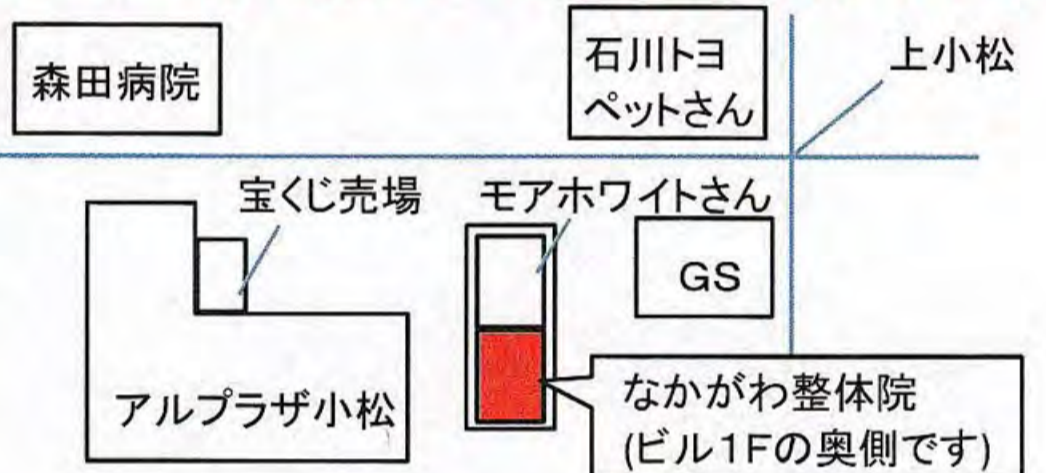 森田病院
石川トヨ
ペットさん
上小松
宝くじ売場
モアホワイトさん
GS
アルプラザ小松
なかがわ整体院
(ビル1Fの奥側です)